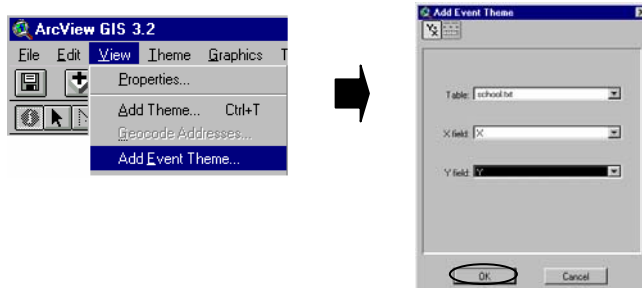 ArcView GIS 3.2
File Edit View Theme Graphics T
Properties...
Add Theme... Ctrl+T
Geocode Addresses...
Add Event Theme...
Add Event Theme
Table: school.txt
X field: X
Y field: Y
OK Cancel